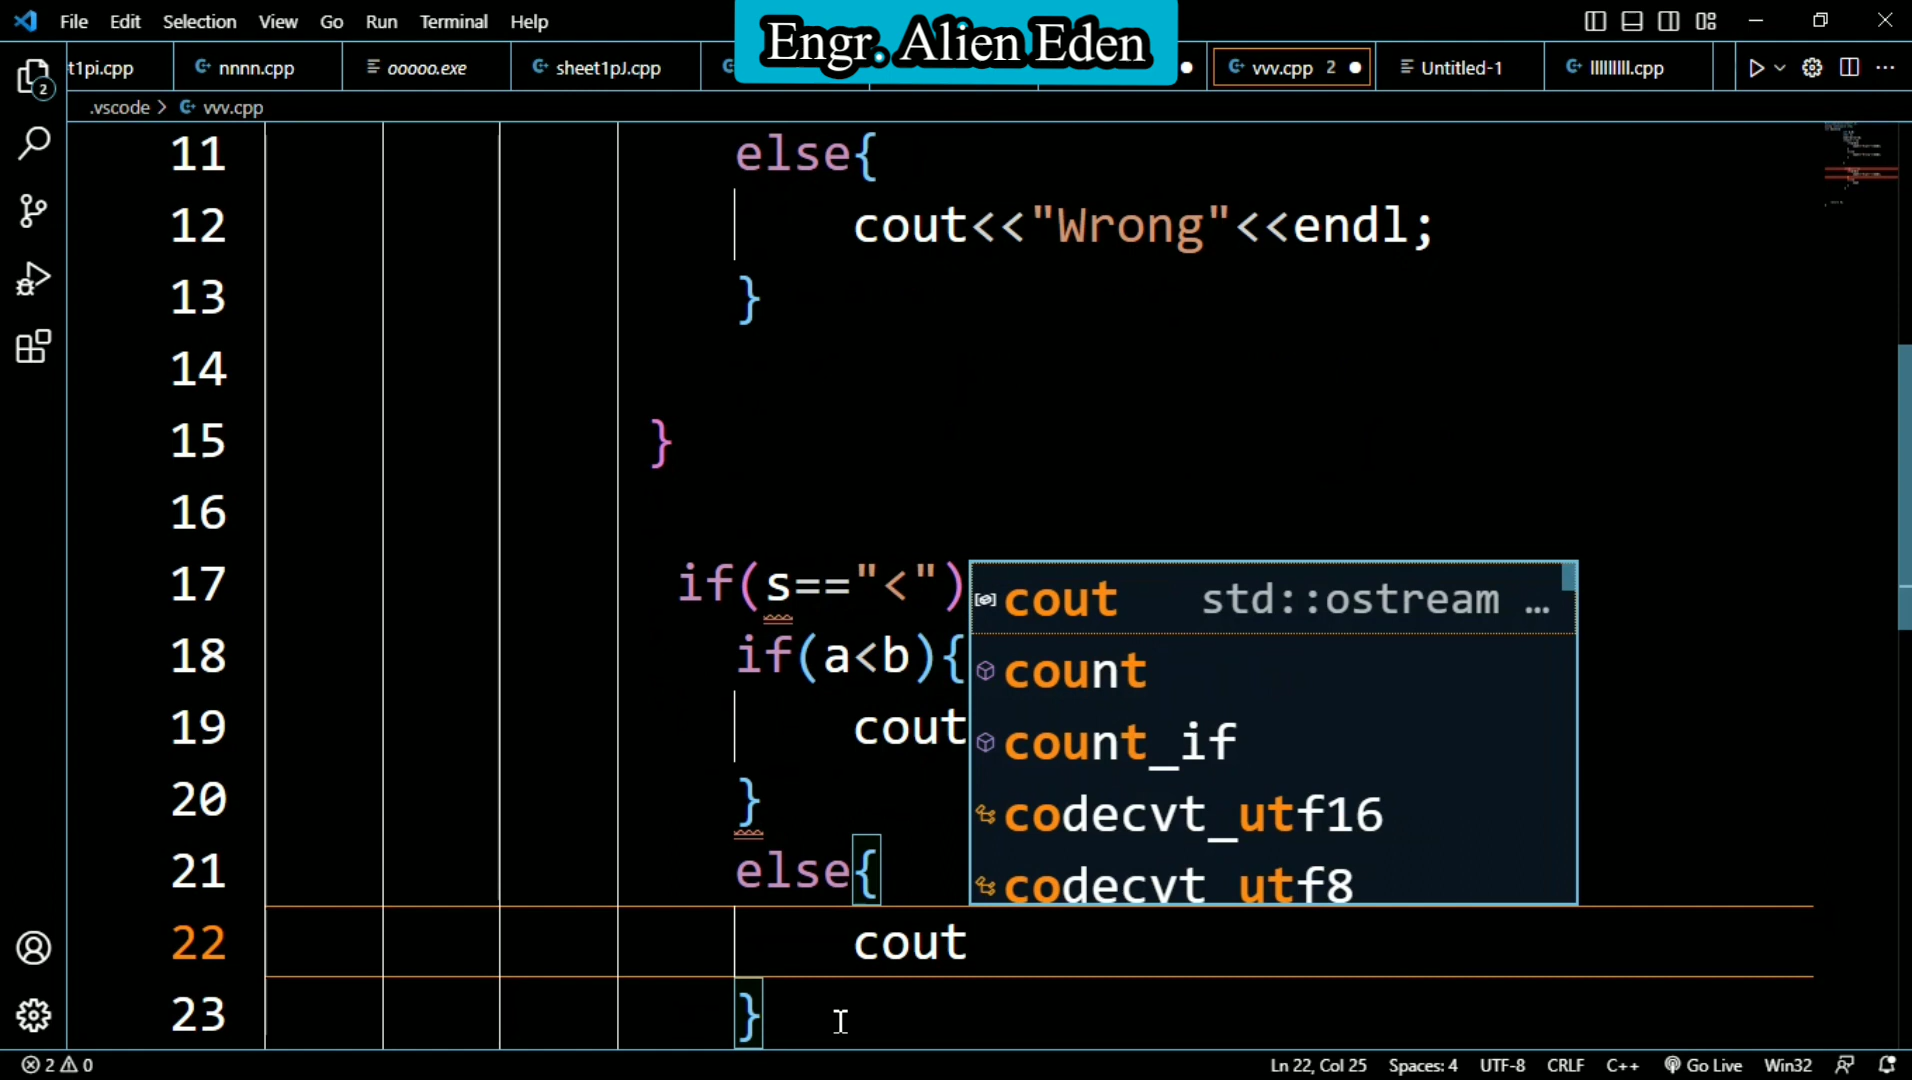 File Edit Selection View Go Run Terminal Help
Engr. Alien Eden
t1pi.cpp nnnn.cpp ooooo.exe sheet1pJ.cpp vvv.cpp 2 Untitled-1 lllllllll.cpp
.vscode > vvv.cpp
2
11 else{
12 cout<<"Wrong"<<endl;
13 }
14
15 }
16
17 if(s=="<")
18 if(a<b){
19 cout
20 }
21 else{
22 cout
23 }
cout std::ostream …
count
count_if
codecvt_utf16
codecvt_utf8
2 0 Ln 22, Col 25 Spaces: 4 UTF-8 CRLF C++ Go Live Win32